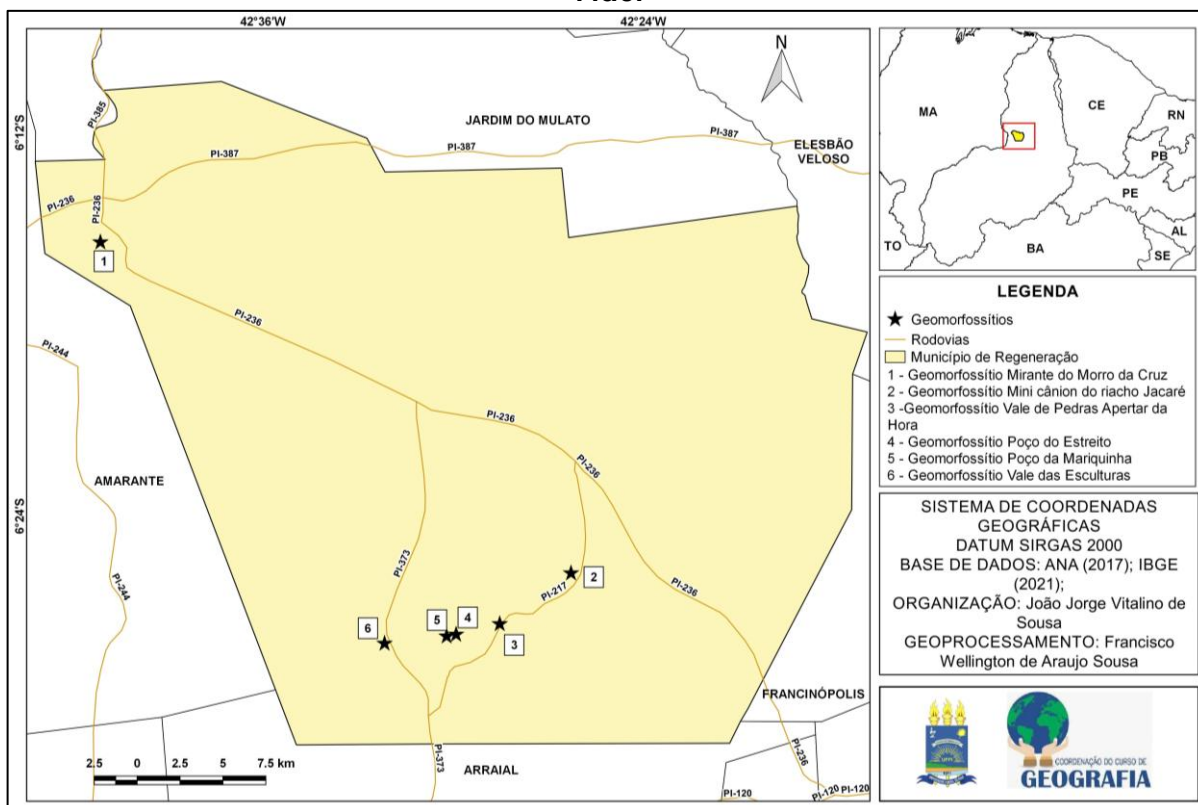 42°36'W
42°24'W
6°12'S
6°24'S
N
PI-385
JARDIM DO MULATO
PI-387
PI-387
PI-387
ELESBÃO
VELOSO
PI-236
PI-236
1
PI-236
PI-244
PI-236
PI-236
AMARANTE
PI-373
PI-244
PI-217
2
PI-236
5
4
6
3
FRANCINÓPOLIS
PI-373
ARRAIAL
PI-236
PI-120
PI-120
PI-120
2.5 0 2.5 5 7.5 km
MA
CE
RN
PB
PE
AL
TO
BA
SE
LEGENDA
Geomorfossítios
Rodovias
Município de Regeneração
1 - Geomorfossítio Mirante do Morro da Cruz
2 - Geomorfossítio Mini cânion do riacho Jacaré
3 -Geomorfossítio Vale de Pedras Apertar da
Hora
4 - Geomorfossítio Poço do Estreito
5 - Geomorfossítio Poço da Mariquinha
6 - Geomorfossítio Vale das Esculturas
SISTEMA DE COORDENADAS
GEOGRÁFICAS
DATUM SIRGAS 2000
BASE DE DADOS: ANA (2017); IBGE
(2021);
ORGANIZAÇÃO: João Jorge Vitalino de
Sousa
GEOPROCESSAMENTO: Francisco
Wellington de Araujo Sousa
COORDENAÇÃO DO CURSO DE
GEOGRAFIA